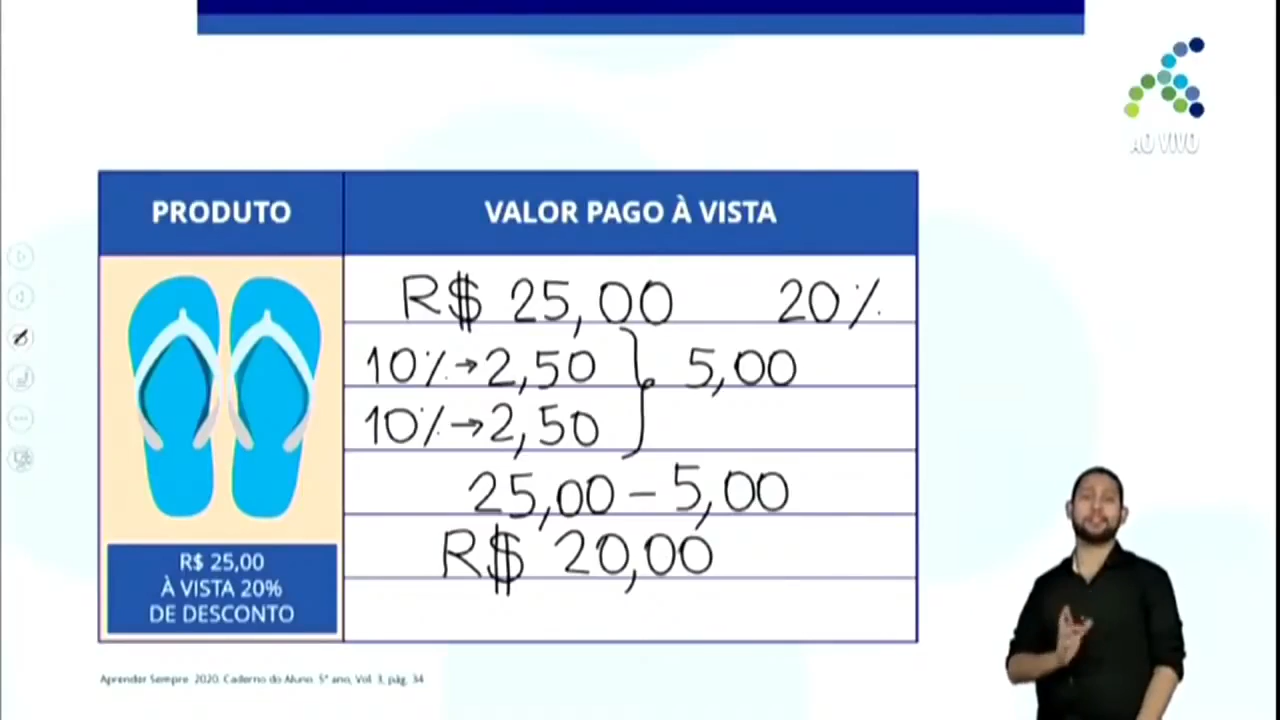 AO VIVO
PRODUTO
VALOR PAGO À VISTA
R$ 25,00 20%
10% → 2,50 } 5,00
10% → 2,50
25,00 - 5,00
R$ 20,00
R$ 25,00
À VISTA 20%
DE DESCONTO
Aprender Sempre. 2020. Caderno do Aluno. 5º ano, Vol. 3, pág. 34